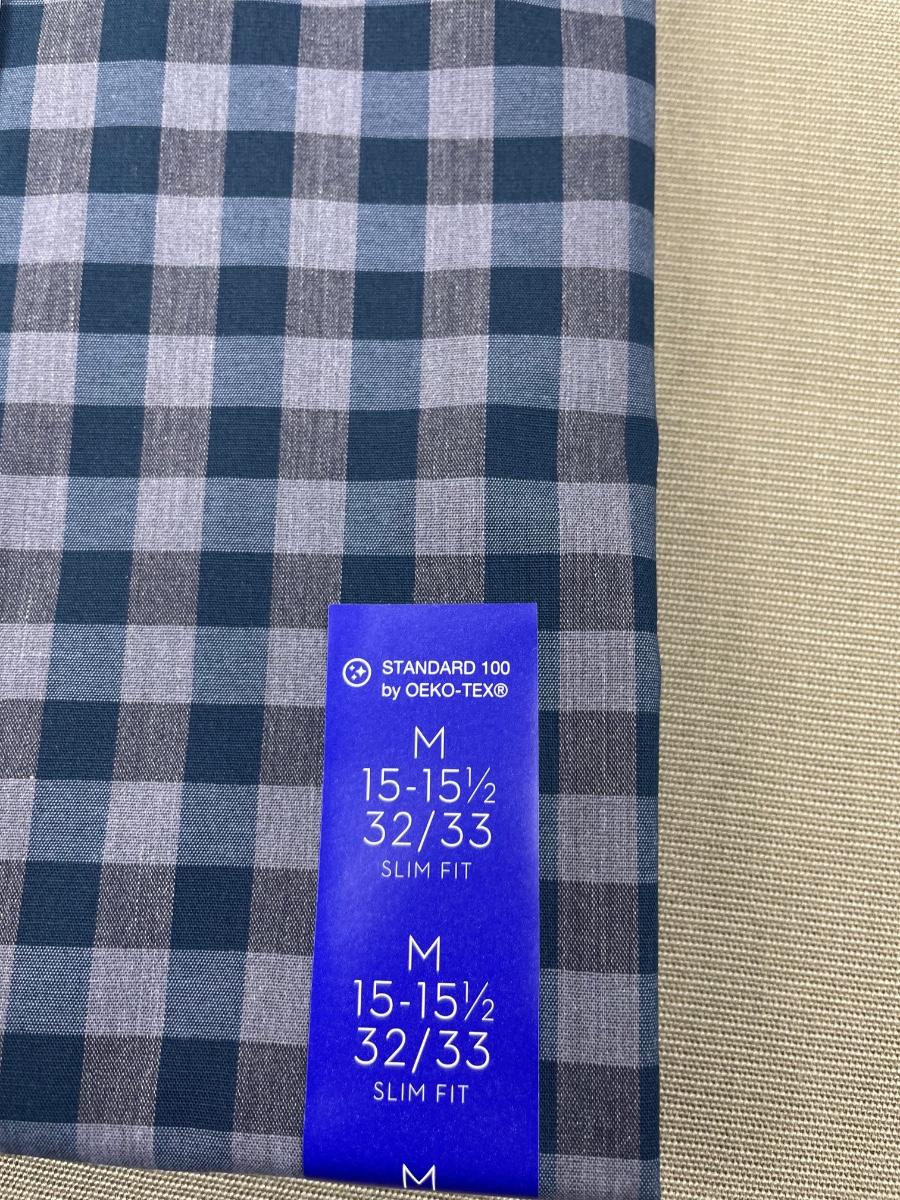 STANDARD 100
by OEKO-TEX®
M
15-15½
32/33
SLIM FIT
M
15-15½
32/33
SLIM FIT
M